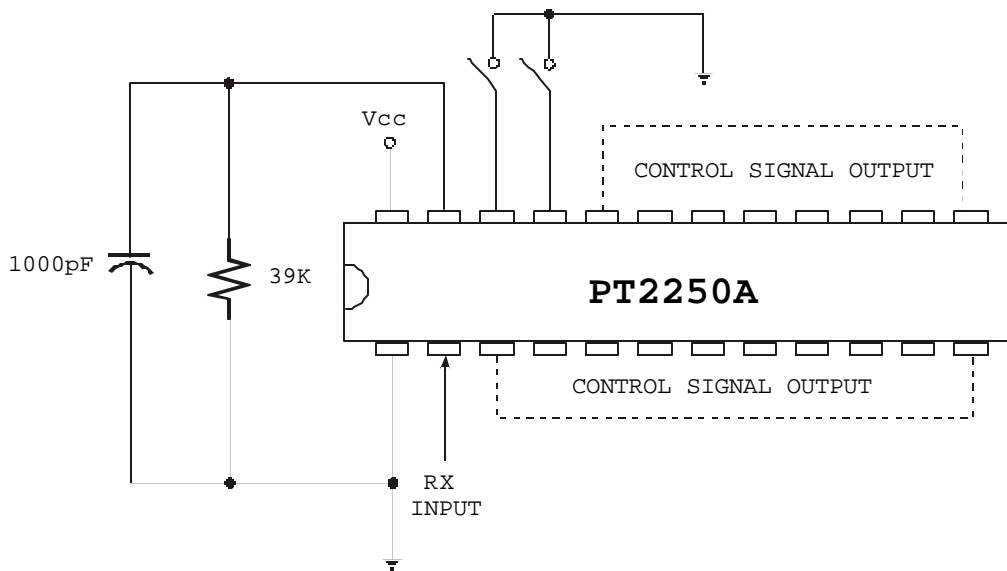 Vcc
CONTROL SIGNAL OUTPUT
1000pF
39K
PT2250A
CONTROL SIGNAL OUTPUT
RX
INPUT